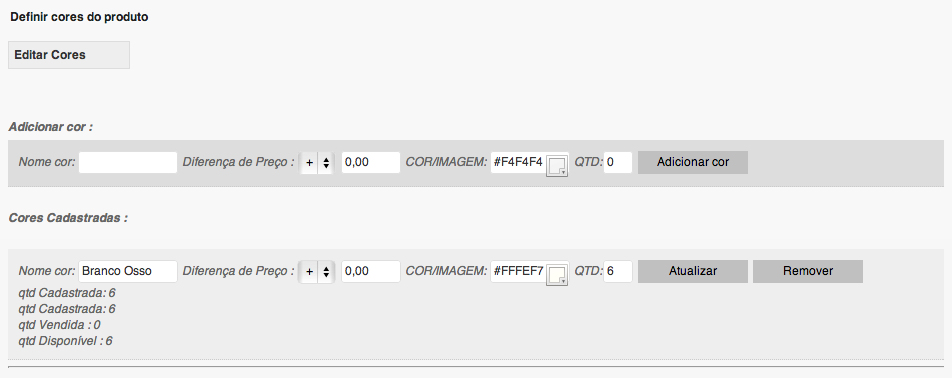 Definir cores do produto
Editar Cores
Adicionar cor :
Nome cor: Diferença de Preço : + 0,00 COR/IMAGEM: #F4F4F4 QTD: 0 Adicionar cor
Cores Cadastradas :
Nome cor: Branco Osso Diferença de Preço : + 0,00 COR/IMAGEM: #FFFEF7 QTD: 6 Atualizar Remover
qtd Cadastrada: 6
qtd Cadastrada: 6
qtd Vendida : 0
qtd Disponível : 6